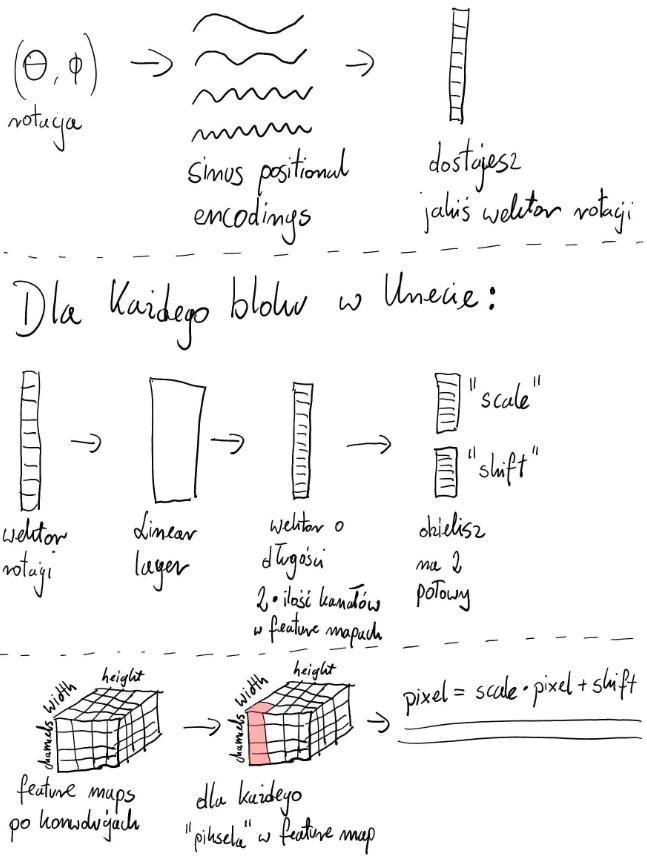 (θ, ϕ)
rotacja
sinus positional
encodings
dostajesz
jakiś wektor rotacji
Dla każdego bloku w Unecie:
wektor
rotacji
Linear
layer
wektor o
długości
2 • ilość kanałów
w feature mapach
"scale"
"shift"
dzielisz
na 2
połowy
channels
width
height
feature maps
po konwolucjach
channels
width
height
dla każdego
"piksela" w feature map
pixel = scale • pixel + shift